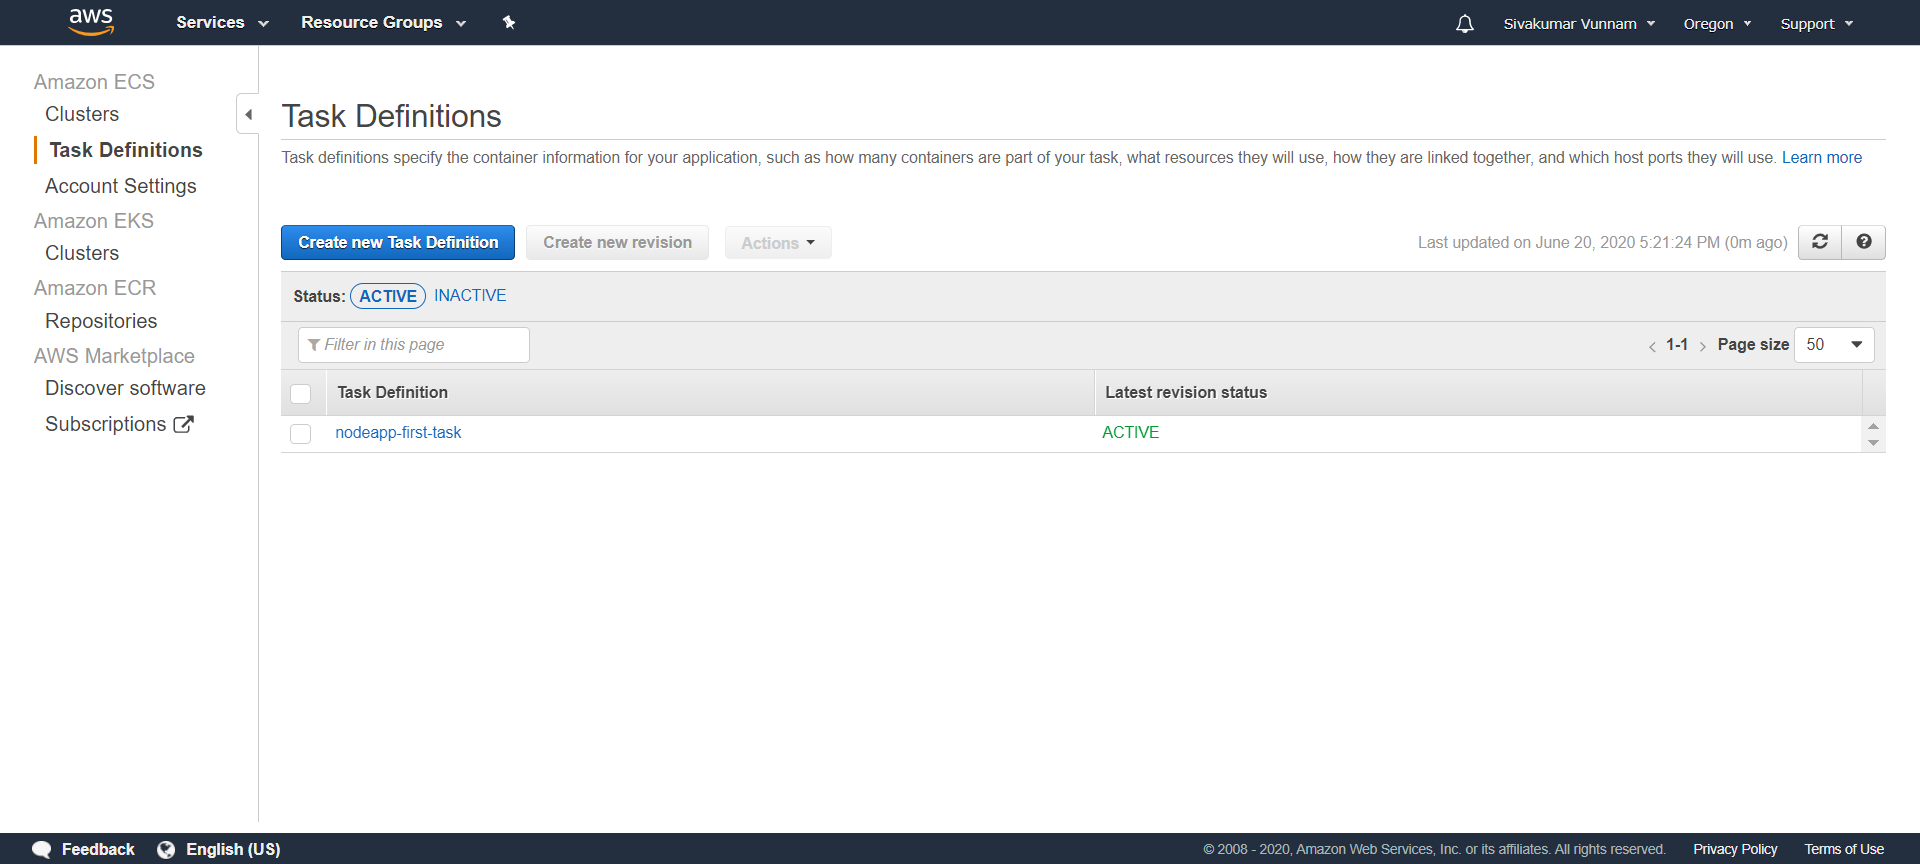 aws Services Resource Groups Sivakumar Vunnam Oregon Support
Amazon ECS
Clusters
Task Definitions
Account Settings
Amazon EKS
Clusters
Amazon ECR
Repositories
AWS Marketplace
Discover software
Subscriptions
Task Definitions
Task definitions specify the container information for your application, such as how many containers are part of your task, what resources they will use, how they are linked together, and which host ports they will use. Learn more
Create new Task Definition Create new revision Actions Last updated on June 20, 2020 5:21:24 PM (0m ago)
Status: ACTIVE INACTIVE
Filter in this page 1-1 Page size 50
Task Definition Latest revision status
nodeapp-first-task ACTIVE
Feedback English (US) © 2008 - 2020, Amazon Web Services, Inc. or its affiliates. All rights reserved. Privacy Policy Terms of Use